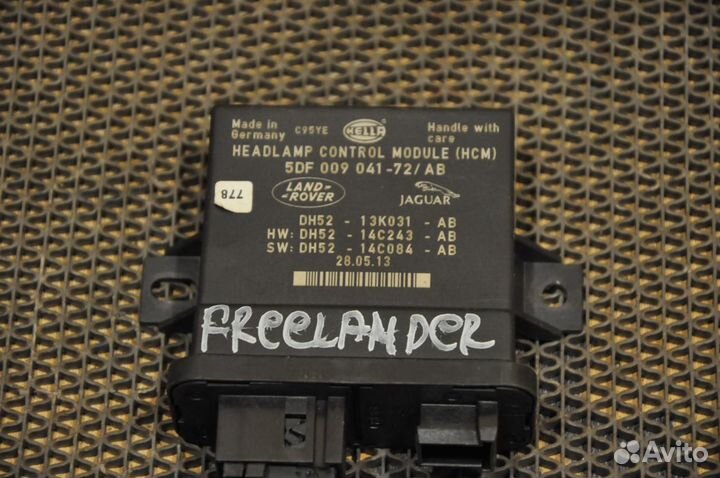 Made in
Germany
C95YE
HELLA
Handle with
care
HEADLAMP CONTROL MODULE (HCM)
5DF 009 041-72/AB
778
LAND-
ROVER
JAGUAR
DH52 - 13K031 - AB
HW: DH52 - 14C243 - AB
SW: DH52 - 14C084 - AB
28.05.13
FREELANDER
Avito